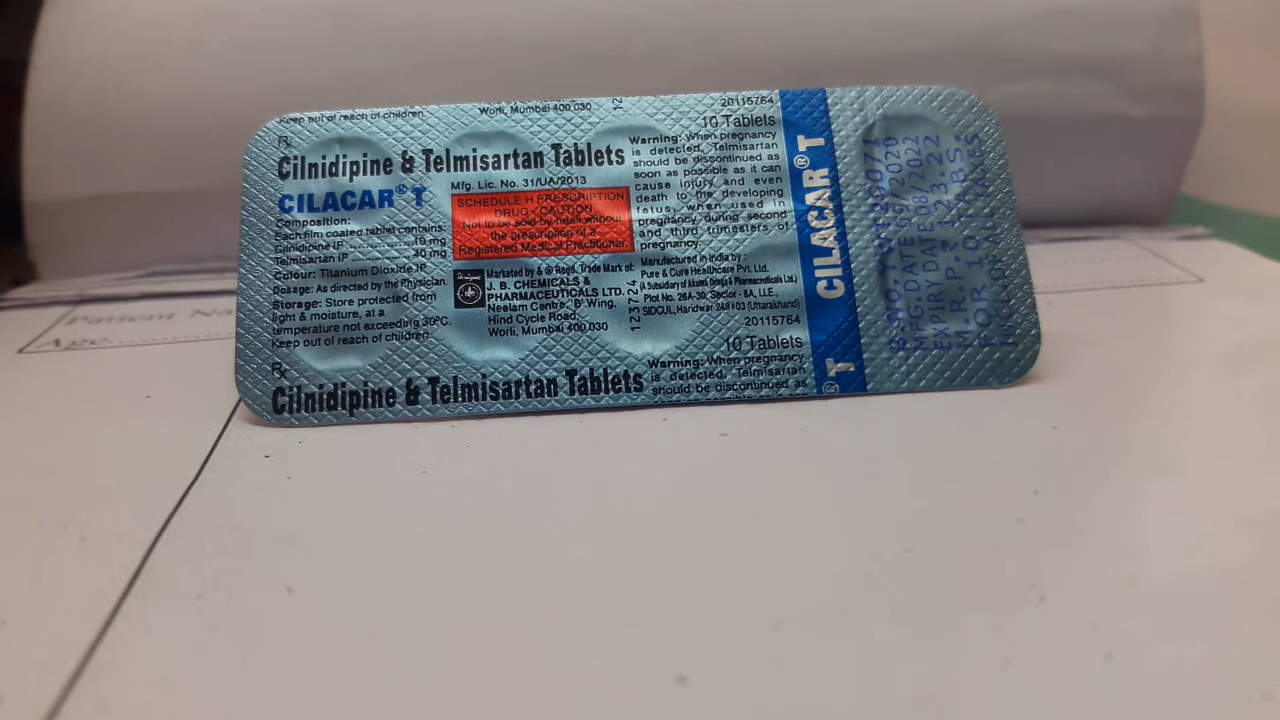 Keep out of reach of children.
Worli, Mumbai 400 030
12
20115764
10 Tablets
Rx
Cilnidipine & Telmisartan Tablets
CILACAR® T
Composition:
Each film coated tablet contains:
Cilnidipine IP .............. 10 mg
Telmisartan IP .............. 40 mg
Colour: Titanium Dioxide IP
Dosage: As directed by the Physician.
Storage: Store protected from
light & moisture, at a
temperature not exceeding 30ºC.
Keep out of reach of children.
Mfg. Lic. No. 31/UA/2013
SCHEDULE H PRESCRIPTION
DRUG - CAUTION
Not to be sold by retail without
the prescription of a
Registered Medical Practitioner.
Marketed by & ® Regd. Trade Mark of:
J. B. CHEMICALS &
PHARMACEUTICALS LTD.
Neelam Centre, 'B' Wing,
Hind Cycle Road,
Worli, Mumbai 400 030
Warning: When pregnancy
is detected, Telmisartan
should be discontinued as
soon as possible as it can
cause injury and even
death to the developing
fetus, when used in
pregnancy during second
and third trimesters of
pregnancy.
Manufactured in India by :
Pure & Cure Healthcare Pvt. Ltd.
(A Subsidiary of Akums Drugs & Pharmaceuticals Ltd.)
Plot No. 26A-30, Sector - 8A, I.I.E.,
SIDCUL, Haridwar 249 403 (Uttarakhand)
123724
20115764
10 Tablets
Rx
Cilnidipine & Telmisartan Tablets
Warning: When pregnancy
is detected, Telmisartan
should be discontinued as
CILACAR® T
® T
B.No.
MFG.DATE 09/2020
EXPIRY DATE 08/2022
M.R.P.₹ 123.22
FOR 10 TABS.
Patient Na
Age